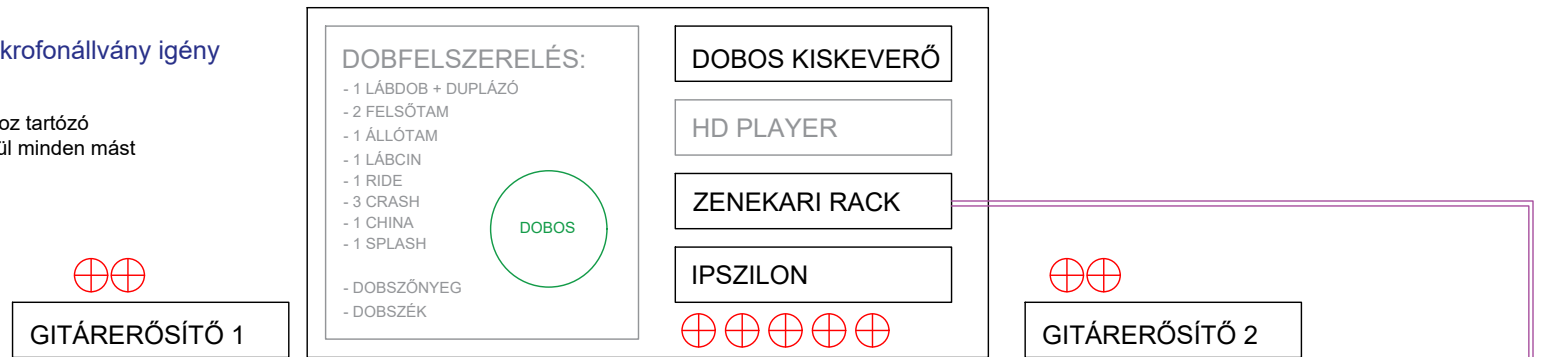 krofonállvány igény
oz tartózó
ül minden mást
DOBFELSZERELÉS:
- 1 LÁBDOB + DUPLÁZÓ
- 2 FELSŐTAM
- 1 ÁLLÓTAM
- 1 LÁBCIN
- 1 RIDE
- 3 CRASH
- 1 CHINA
- 1 SPLASH
- DOBSZŐNYEG
- DOBSZÉK
DOBOS
DOBOS KISKEVERŐ
HD PLAYER
ZENEKARI RACK
IPSZILON
GITÁRERŐSÍTŐ 1
GITÁRERŐSÍTŐ 2